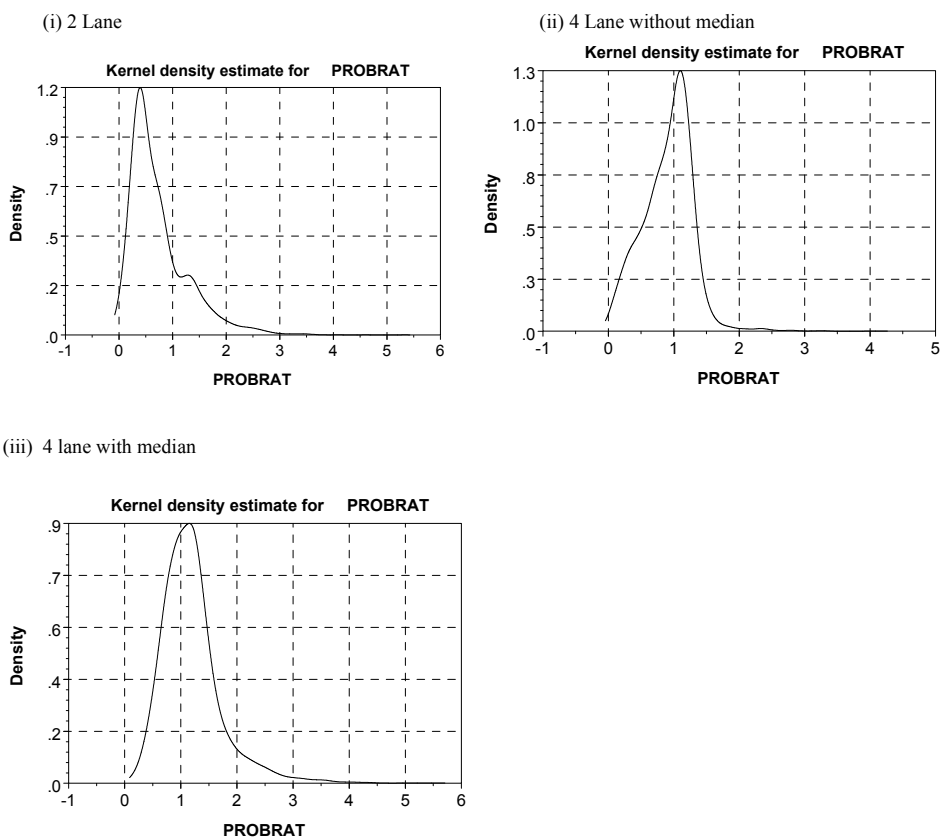 (i) 2 Lane
Kernel density estimate for PROBRAT
1.2
.9
.7
.5
.2
.0
Density
-1 0 1 2 3 4 5 6
PROBRAT
(ii) 4 Lane without median
Kernel density estimate for PROBRAT
1.3
1.0
.8
.5
.3
.0
Density
-1 0 1 2 3 4 5
PROBRAT
(iii) 4 lane with median
Kernel density estimate for PROBRAT
.9
.7
.6
.4
.2
.0
Density
-1 0 1 2 3 4 5 6
PROBRAT